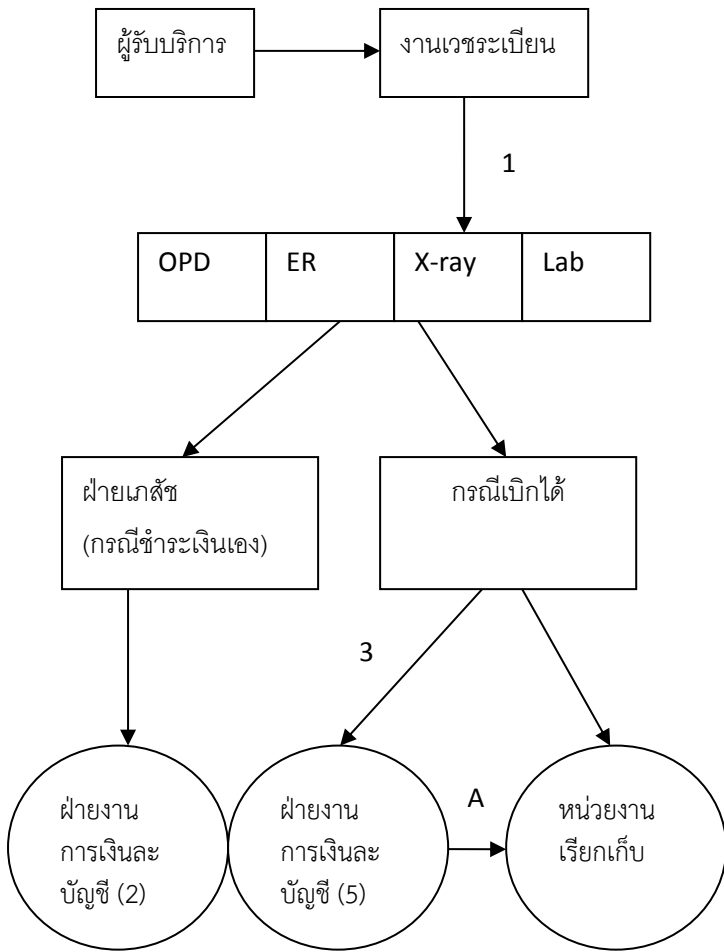 ผู้รับบริการ
งานเวชระเบียน
1
OPD
ER
X-ray
Lab
ฝ่ายเภสัช
(กรณีชำระเงินเอง)
กรณีเบิกได้
3
ฝ่ายงาน
การเงินละ
บัญชี (2)
ฝ่ายงาน
การเงินละ
บัญชี (5)
A
หน่วยงาน
เรียกเก็บ